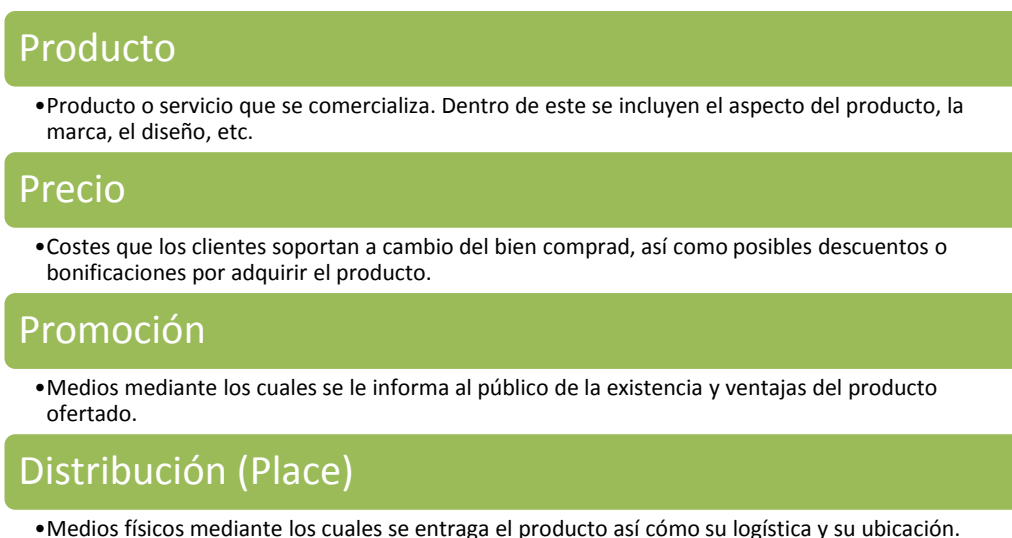 Producto
•Producto o servicio que se comercializa. Dentro de este se incluyen el aspecto del producto, la
marca, el diseño, etc.
Precio
•Costes que los clientes soportan a cambio del bien comprad, así como posibles descuentos o
bonificaciones por adquirir el producto.
Promoción
•Medios mediante los cuales se le informa al público de la existencia y ventajas del producto
ofertado.
Distribución (Place)
•Medios físicos mediante los cuales se entraga el producto así cómo su logística y su ubicación.